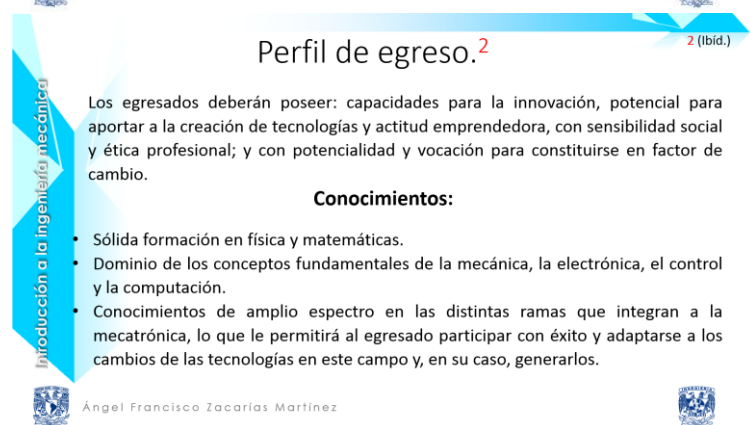 Perfil de egreso.2
2 (Ibíd.)
Los egresados deberán poseer: capacidades para la innovación, potencial para
aportar a la creación de tecnologías y actitud emprendedora, con sensibilidad social
y ética profesional; y con potencialidad y vocación para constituirse en factor de
cambio.
Conocimientos:
• Sólida formación en física y matemáticas.
• Dominio de los conceptos fundamentales de la mecánica, la electrónica, el control
y la computación.
• Conocimientos de amplio espectro en las distintas ramas que integran a la
mecatrónica, lo que le permitirá al egresado participar con éxito y adaptarse a los
cambios de las tecnologías en este campo y, en su caso, generarlos.
Introducción a la ingeniería mecánica
Ángel Francisco Zacarías Martínez